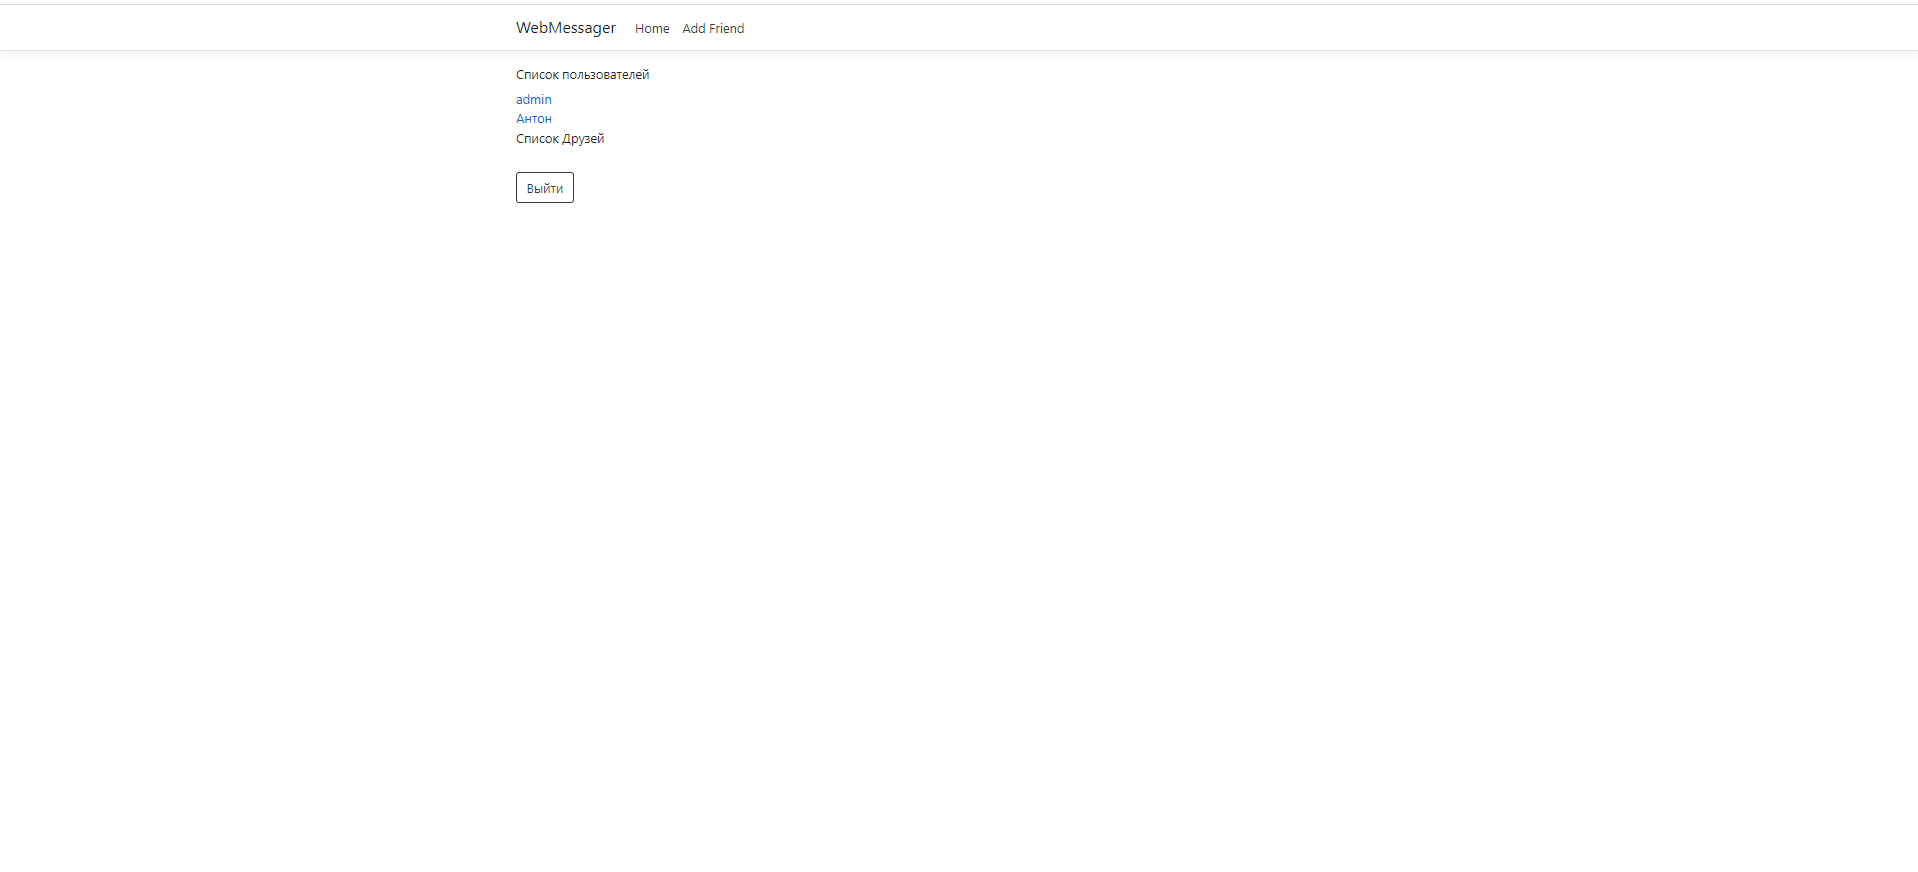 WebMessager Home Add Friend
Список пользователей
admin
Антон
Список Друзей
Выйти